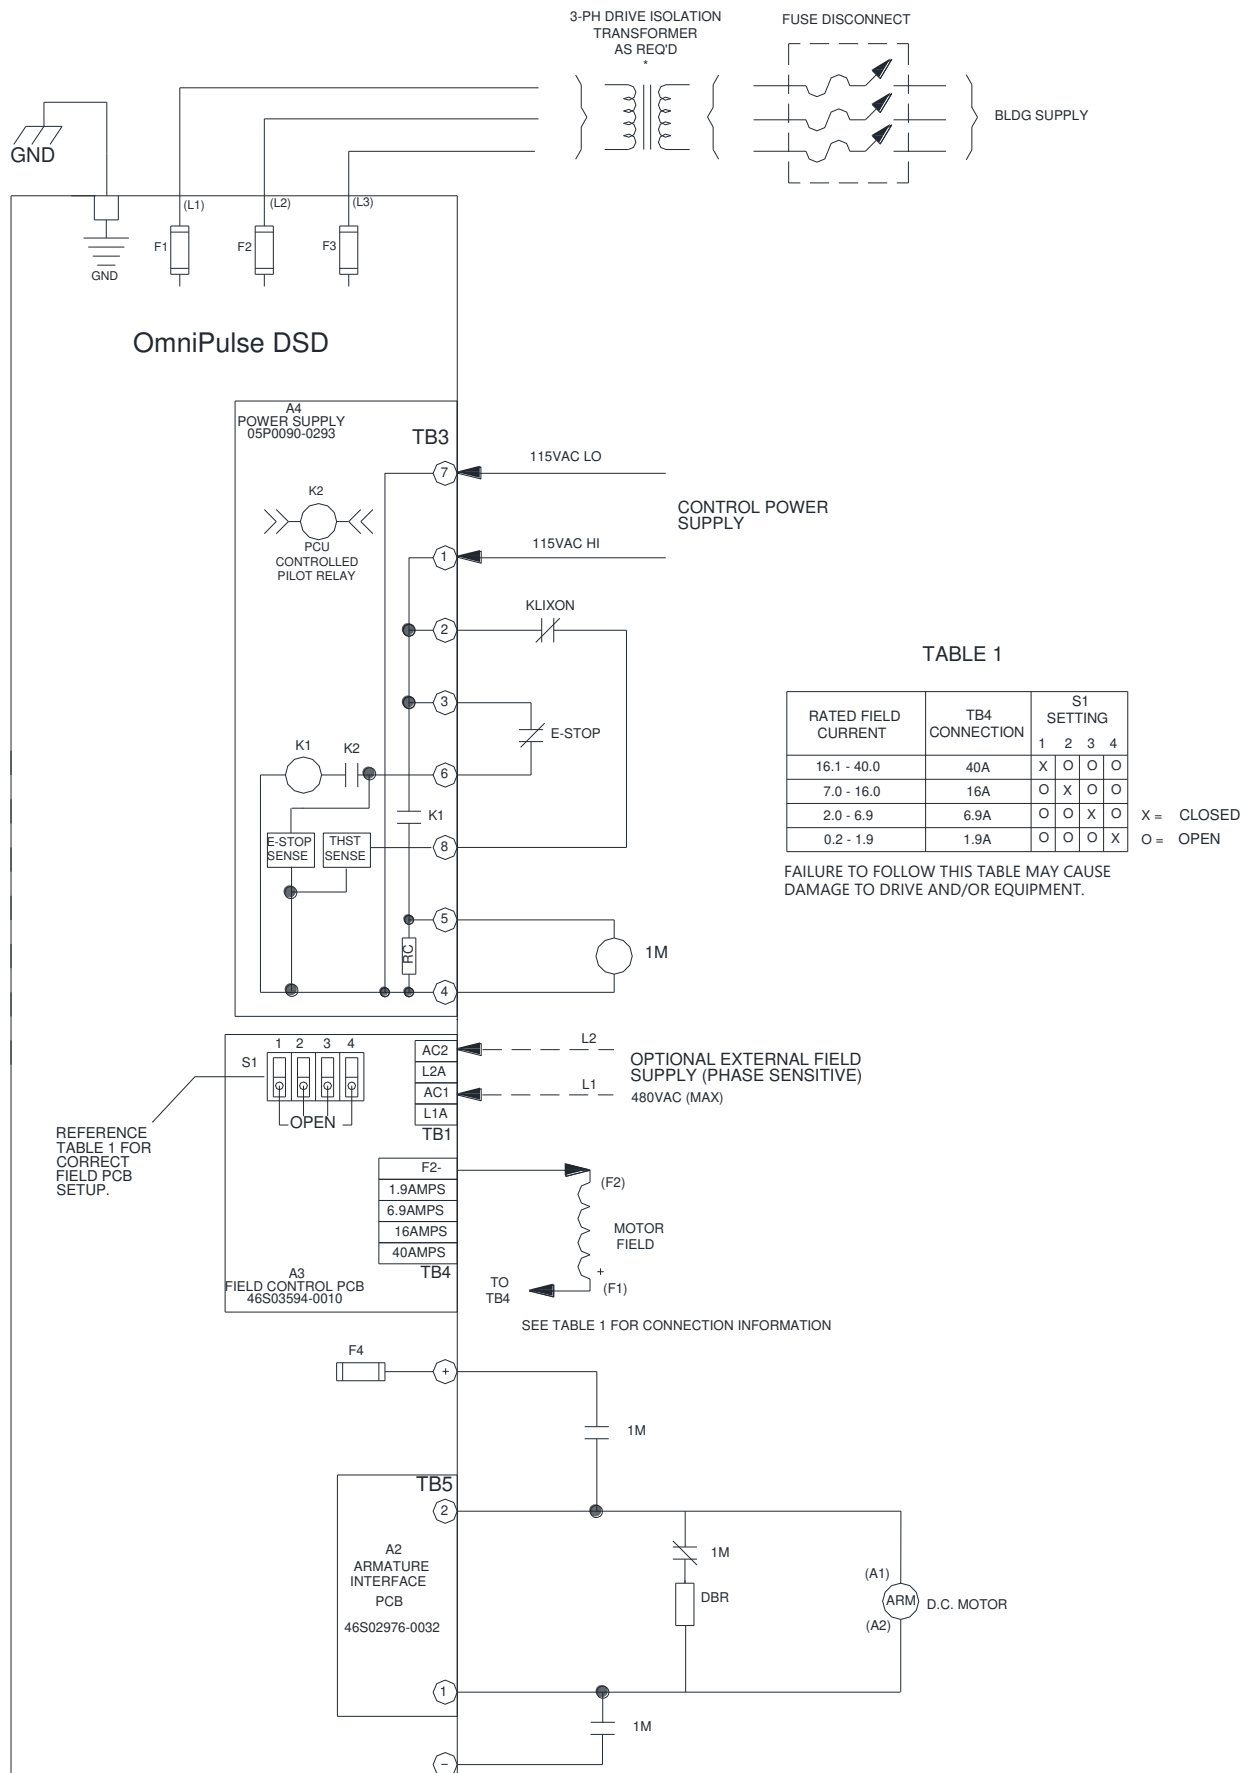 3-PH DRIVE ISOLATION
TRANSFORMER
AS REQ'D
*
FUSE DISCONNECT
BLDG SUPPLY
GND
(L1)
(L2)
(L3)
F1
F2
F3
GND
OmniPulse DSD
A4
POWER SUPPLY
05P0090-0293
TB3
7
115VAC LO
K2
PCU
CONTROLLED
PILOT RELAY
CONTROL POWER
SUPPLY
1
115VAC HI
2
KLIXON
3
E-STOP
K1
K2
6
K1
E-STOP
SENSE
THST
SENSE
8
5
RC
1M
4
TABLE 1
RATED FIELD
CURRENT
TB4
CONNECTION
S1
SETTING
1 2 3 4
16.1 - 40.0 40A X O O O
7.0 - 16.0 16A O X O O
2.0 - 6.9 6.9A O O X O
0.2 - 1.9 1.9A O O O X
X = CLOSED
O = OPEN
FAILURE TO FOLLOW THIS TABLE MAY CAUSE
DAMAGE TO DRIVE AND/OR EQUIPMENT.
S1
1 2 3 4
OPEN
REFERENCE
TABLE 1 FOR
CORRECT
FIELD PCB
SETUP.
AC2
L2A
AC1
L1A
TB1
L2
L1
OPTIONAL EXTERNAL FIELD
SUPPLY (PHASE SENSITIVE)
480VAC (MAX)
F2-
1.9AMPS
6.9AMPS
16AMPS
40AMPS
TB4
(F2)
MOTOR
FIELD
+
(F1)
TO
TB4
A3
FIELD CONTROL PCB
46S03594-0010
SEE TABLE 1 FOR CONNECTION INFORMATION
F4
+
1M
TB5
2
A2
ARMATURE
INTERFACE
PCB
46S02976-0032
1M
DBR
(A1)
ARM
(A2)
D.C. MOTOR
1
1M
-